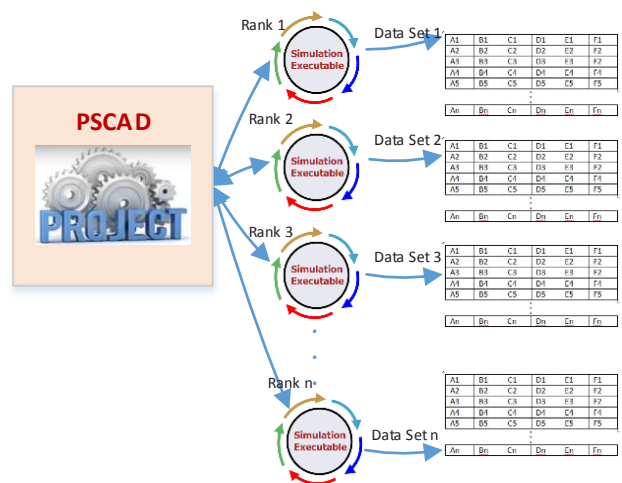 PSCAD
PROJECT
Rank 1
Simulation
Executable
Data Set 1
A1 B1 C1 D1 E1 F1
A2 B2 C2 D2 E2 F2
A3 B3 C3 D3 E3 F2
A4 B4 C4 D4 E4 F4
A5 B5 C5 D5 E5 F5
An Bn Cn Dn En Fn
Rank 2
Simulation
Executable
Data Set 2
A1 B1 C1 D1 E1 F1
A2 B2 C2 D2 E2 F2
A3 B3 C3 D3 E3 F2
A4 B4 C4 D4 E4 F4
A5 B5 C5 D5 E5 F5
An Bn Cn Dn En Fn
Rank 3
Simulation
Executable
Data Set 3
A1 B1 C1 D1 E1 F1
A2 B2 C2 D2 E2 F2
A3 B3 C3 D3 E3 F2
A4 B4 C4 D4 E4 F4
A5 B5 C5 D5 E5 F5
An Bn Cn Dn En Fn
Rank n
Simulation
Executable
Data Set n
A1 B1 C1 D1 E1 F1
A2 B2 C2 D2 E2 F2
A3 B3 C3 D3 E3 F2
A4 B4 C4 D4 E4 F4
A5 B5 C5 D5 E5 F5
An Bn Cn Dn En Fn